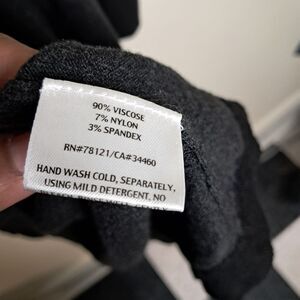 90% VISCOSE
7% NYLON
3% SPANDEX
RN#78121/CA#34460
HAND WASH COLD, SEPARATELY,
USING MILD DETERGENT. NO